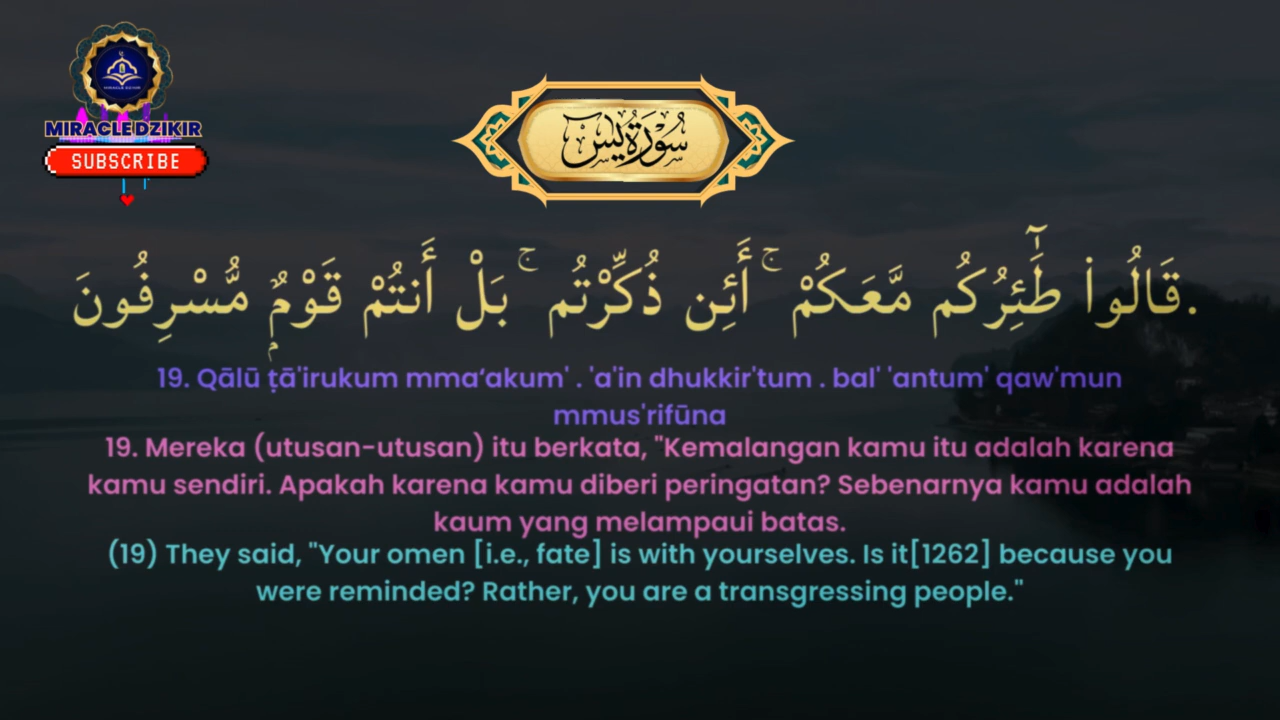 MIRACLE DZIKIR
MIRACLEDZIKIR
SUBSCRIBE
سُورَةُ يسٓ
قَالُوا۟ طَٰٓئِرُكُم مَّعَكُمْ ۚ أَئِن ذُكِّرْتُم ۚ بَلْ أَنتُمْ قَوْمٌۭ مُّسْرِفُونَ.
19. Qālū ṭā'irukum mma‘akum' . 'a'in dhukkir'tum . bal' 'antum' qaw'mun
mmus'rifūna
19. Mereka (utusan-utusan) itu berkata, "Kemalangan kamu itu adalah karena
kamu sendiri. Apakah karena kamu diberi peringatan? Sebenarnya kamu adalah
kaum yang melampaui batas.
(19) They said, "Your omen [i.e., fate] is with yourselves. Is it[1262] because you
were reminded? Rather, you are a transgressing people."